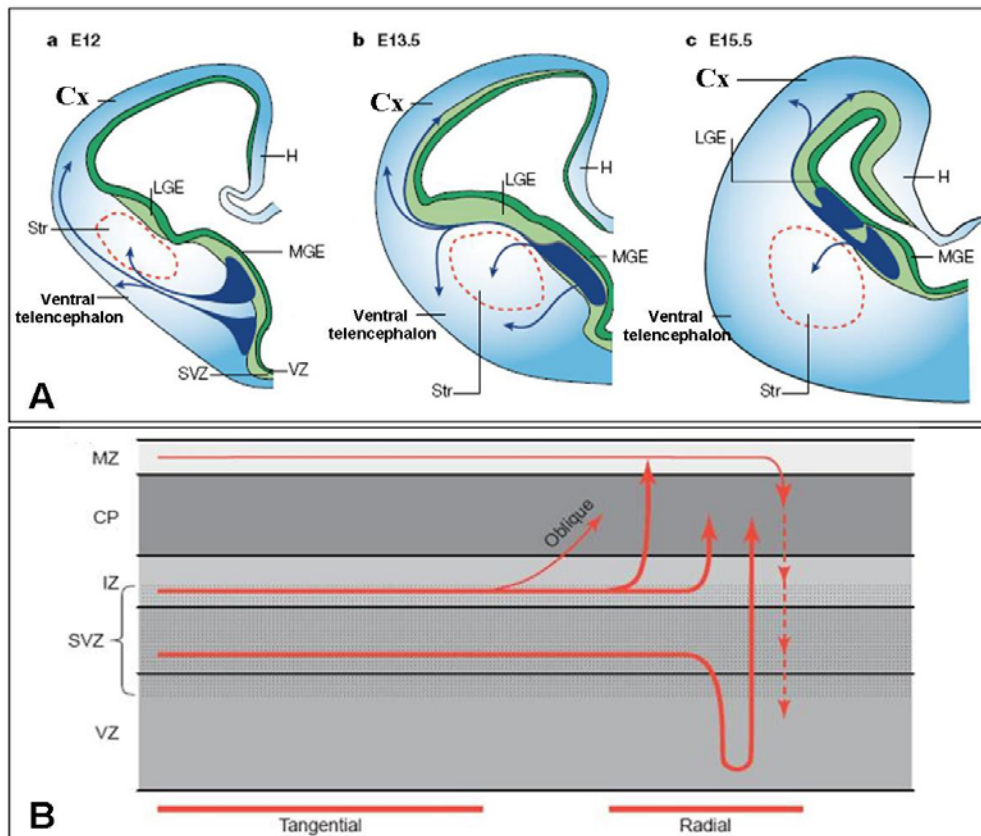 a E12
Cx
H
LGE
Str
MGE
Ventral
telencephalon
SVZ
VZ
b E13.5
Cx
H
LGE
MGE
Ventral
telencephalon
Str
c E15.5
Cx
LGE
H
MGE
Ventral
telencephalon
Str
A
MZ
CP
Oblique
IZ
SVZ
VZ
B
Tangential
Radial